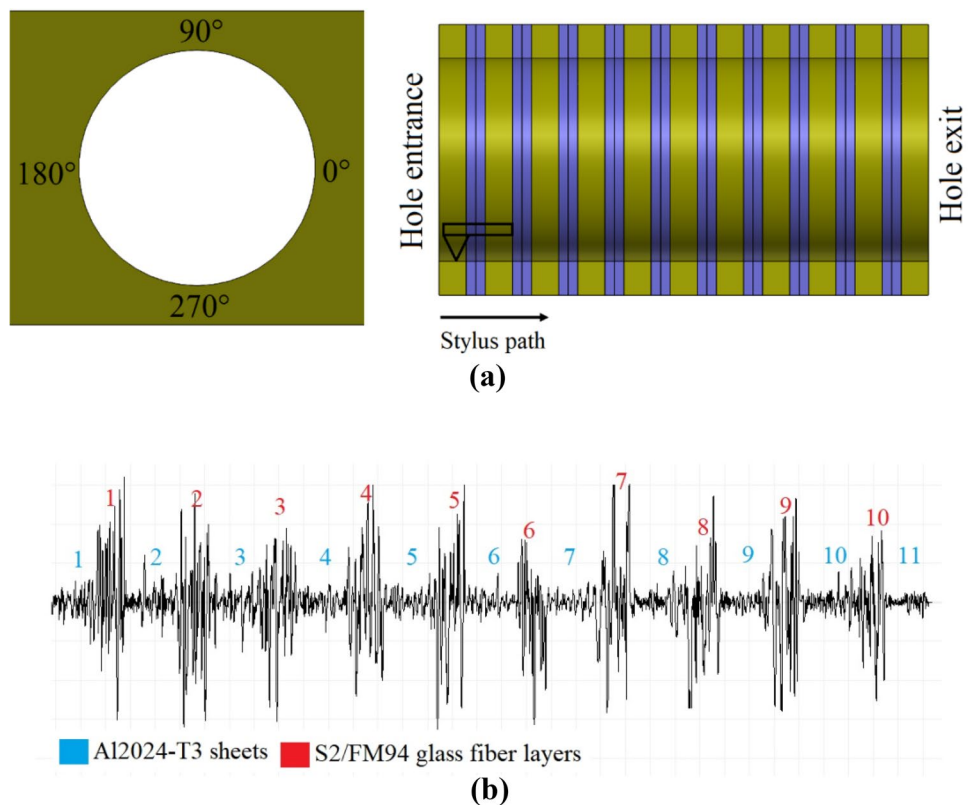 90°
180°
0°
270°
Hole entrance
Hole exit
Stylus path
(a)
1 2 3 4 5 6 7 8 9 10
1 2 3 4 5 6 7 8 9 10 11
Al2024-T3 sheets S2/FM94 glass fiber layers
(b)